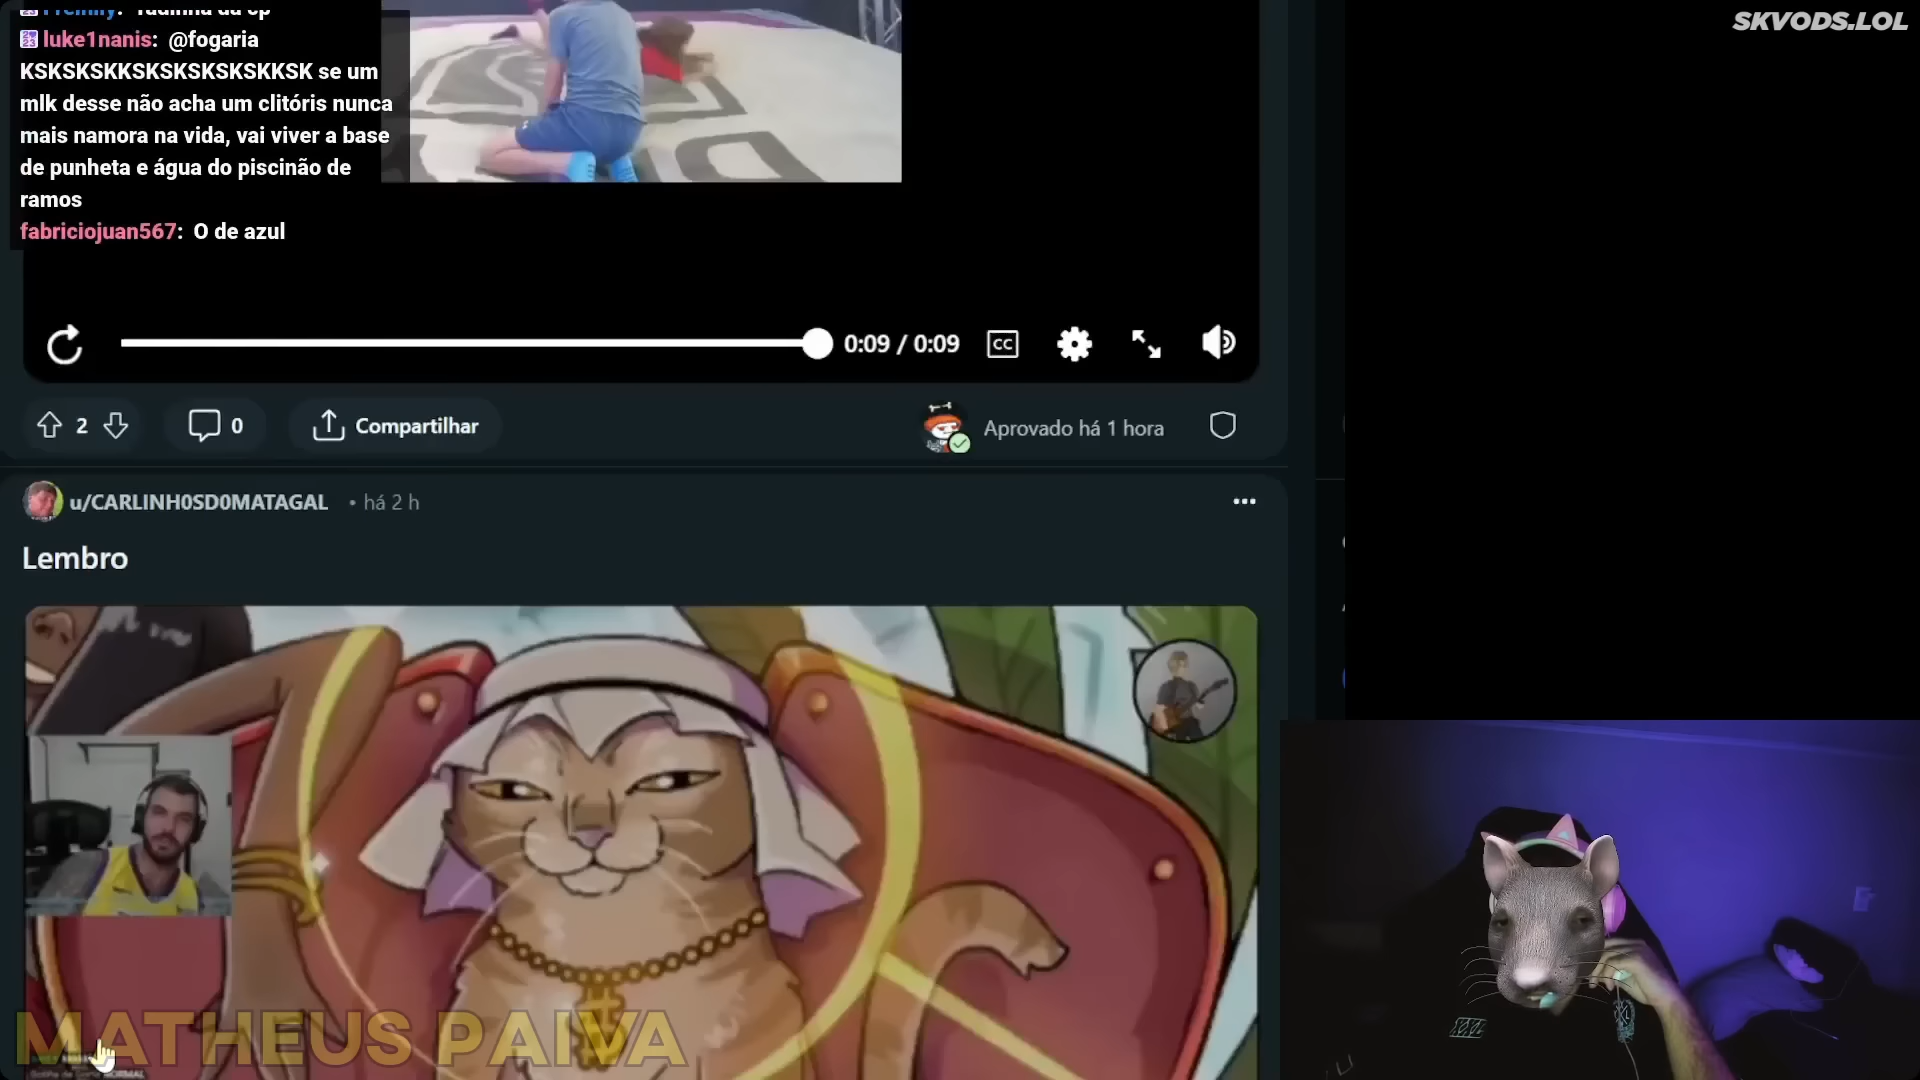 SKVODS.LOL
luke1nanis: @fogaria
KSKSKSKKSKSKSKSKSKKSK se um
mlk desse não acha um clitóris nunca
mais namora na vida, vai viver a base
de punheta e água do piscinão de
ramos
fabriciojuan567: O de azul
0:09 / 0:09
CC
2
0
Compartilhar
Aprovado há 1 hora
u/CARLINH0SD0MATAGAL • há 2 h
Lembro
MATHEUS PAIVA